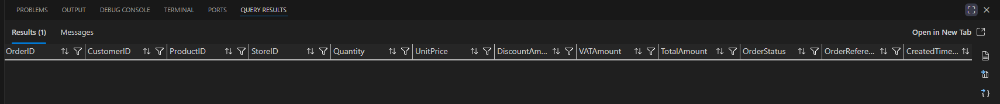 PROBLEMS OUTPUT DEBUG CONSOLE TERMINAL PORTS QUERY RESULTS
Results (1) Messages Open in New Tab
OrderID CustomerID ProductID StoreID Quantity UnitPrice DiscountAm... VATAmount TotalAmount OrderStatus OrderRefere... CreatedTime...